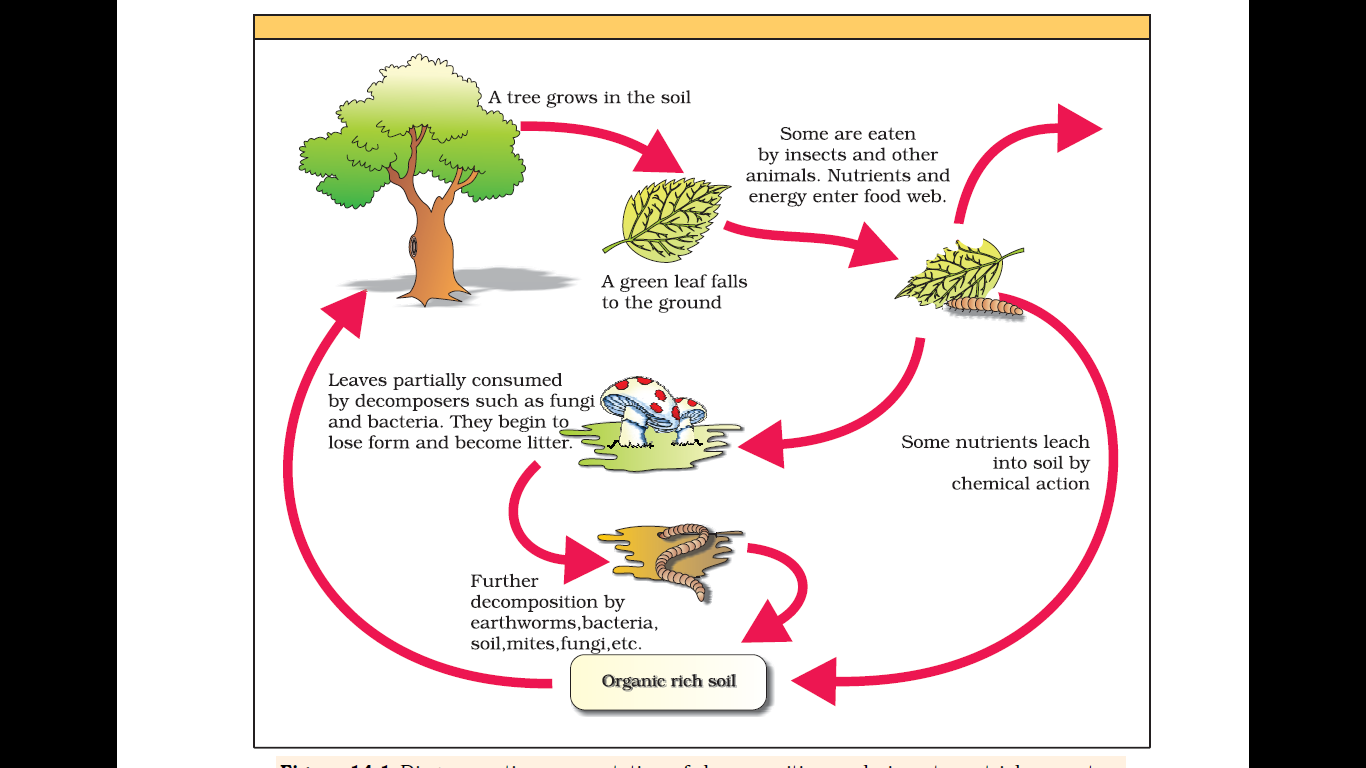 A tree grows in the soil
Some are eaten
by insects and other
animals. Nutrients and
energy enter food web.
A green leaf falls
to the ground
Leaves partially consumed
by decomposers such as fungi
and bacteria. They begin to
lose form and become litter.
Some nutrients leach
into soil by
chemical action
Further
decomposition by
earthworms,bacteria,
soil,mites,fungi,etc.
Organic rich soil